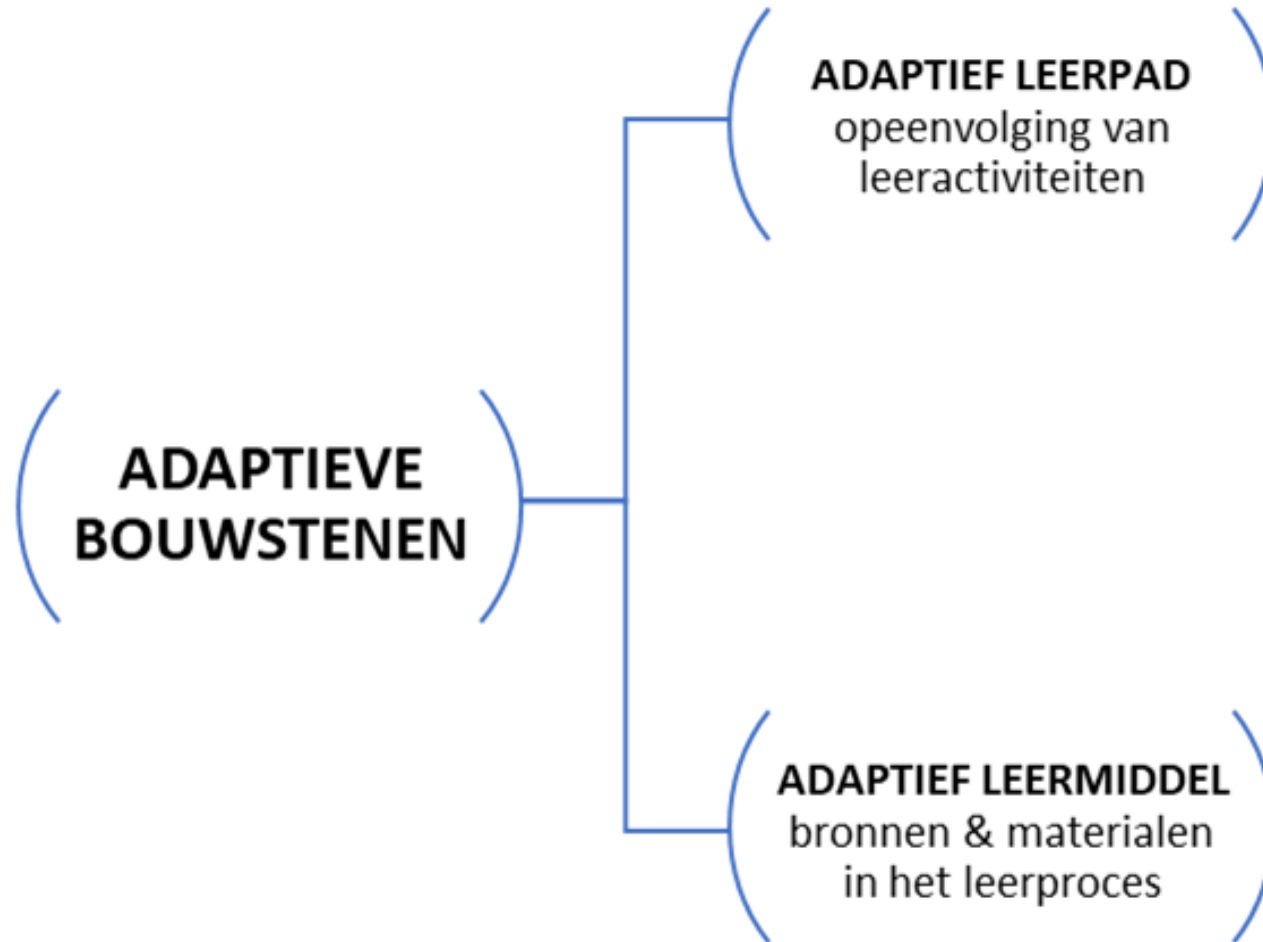 ADAPTIEF LEERPAD
opeenvolging van
leeractiviteiten
ADAPTIEVE
BOUWSTENEN
ADAPTIEF LEERMIDDEL
bronnen & materialen
in het leerproces